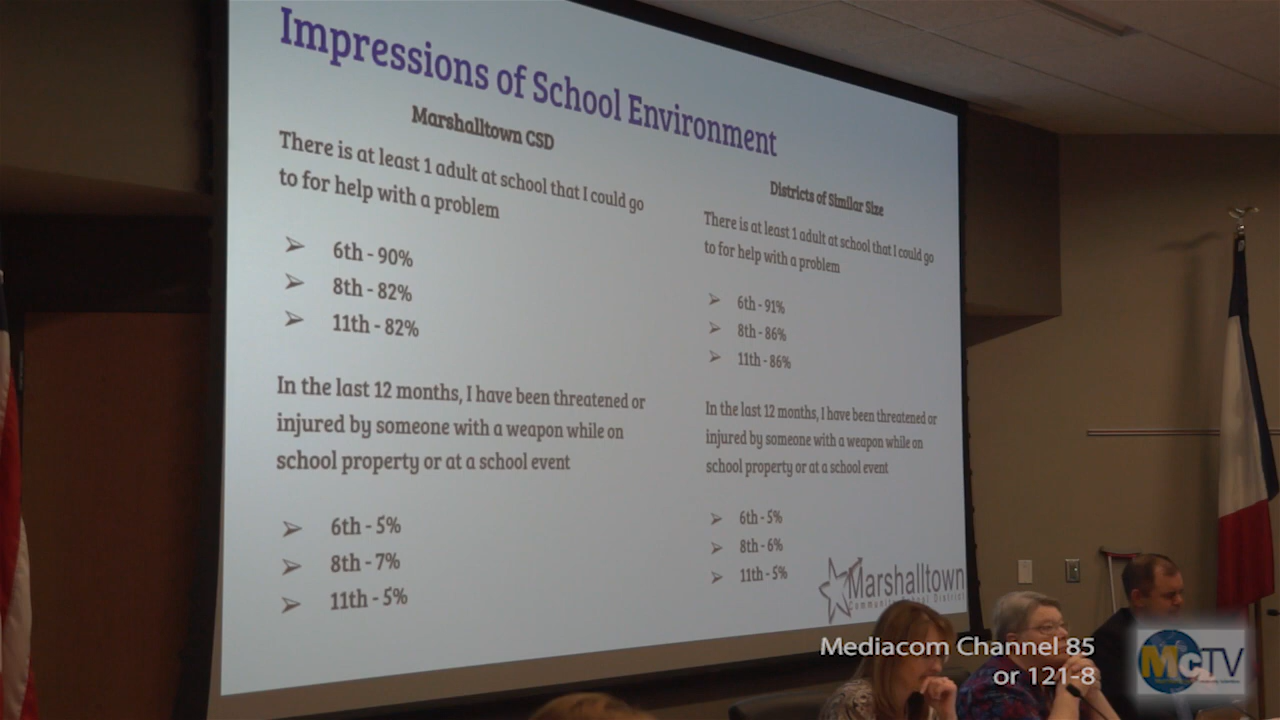 Impressions of School Environment
Marshalltown CSD
There is at least 1 adult at school that I could go
to for help with a problem
➢ 6th - 90%
➢ 8th - 82%
➢ 11th - 82%
In the last 12 months, I have been threatened or
injured by someone with a weapon while on
school property or at a school event
➢ 6th - 5%
➢ 8th - 7%
➢ 11th - 5%
Districts of Similar Size
There is at least 1 adult at school that I could go
to for help with a problem
➢ 6th - 91%
➢ 8th - 86%
➢ 11th - 86%
In the last 12 months, I have been threatened or
injured by someone with a weapon while on
school property or at a school event
➢ 6th - 5%
➢ 8th - 6%
➢ 11th - 5%
Marshalltown
Community School District
Mediacom Channel 85
or 121-8
McTV